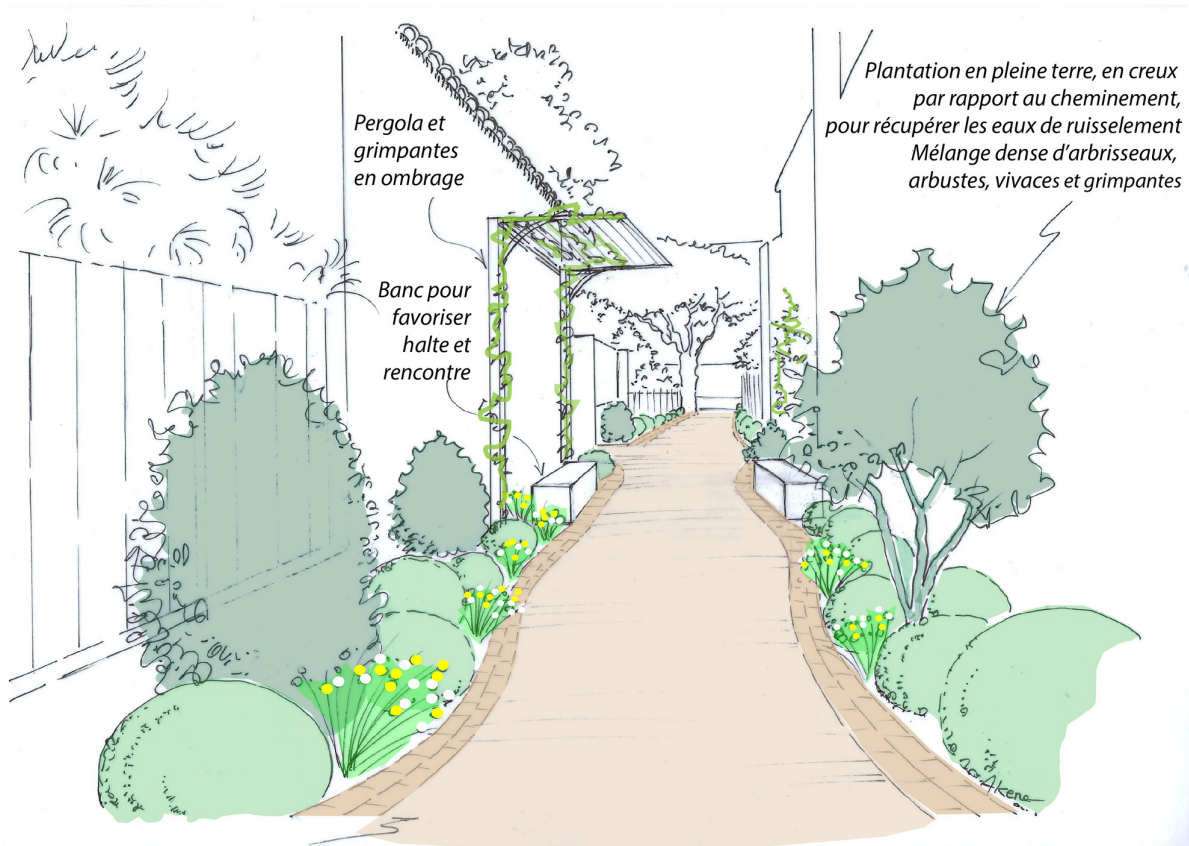 Pergola et
grimpantes
en ombrage
Banc pour
favoriser
halte et
rencontre
Plantation en pleine terre, en creux
par rapport au cheminement,
pour récupérer les eaux de ruisselement
Mélange dense d'arbrisseaux,
arbustes, vivaces et grimpantes
Akene